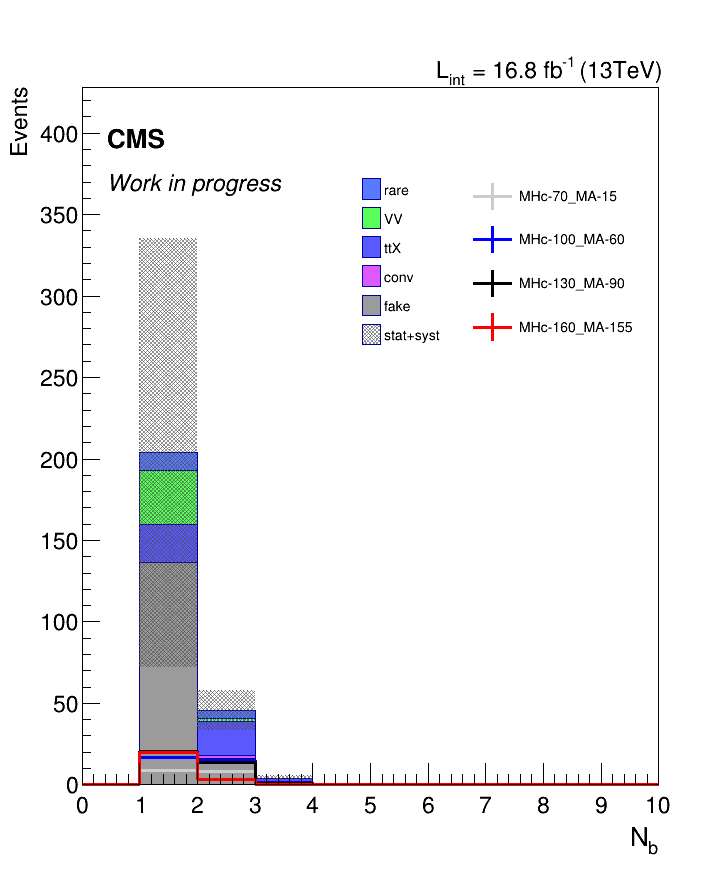 L_int = 16.8 fb^-1 (13TeV)
Events
CMS
Work in progress
rare
VV
ttX
conv
fake
stat+syst
MHc-70_MA-15
MHc-100_MA-60
MHc-130_MA-90
MHc-160_MA-155
400
350
300
250
200
150
100
50
0
0 1 2 3 4 5 6 7 8 9 10
N_b